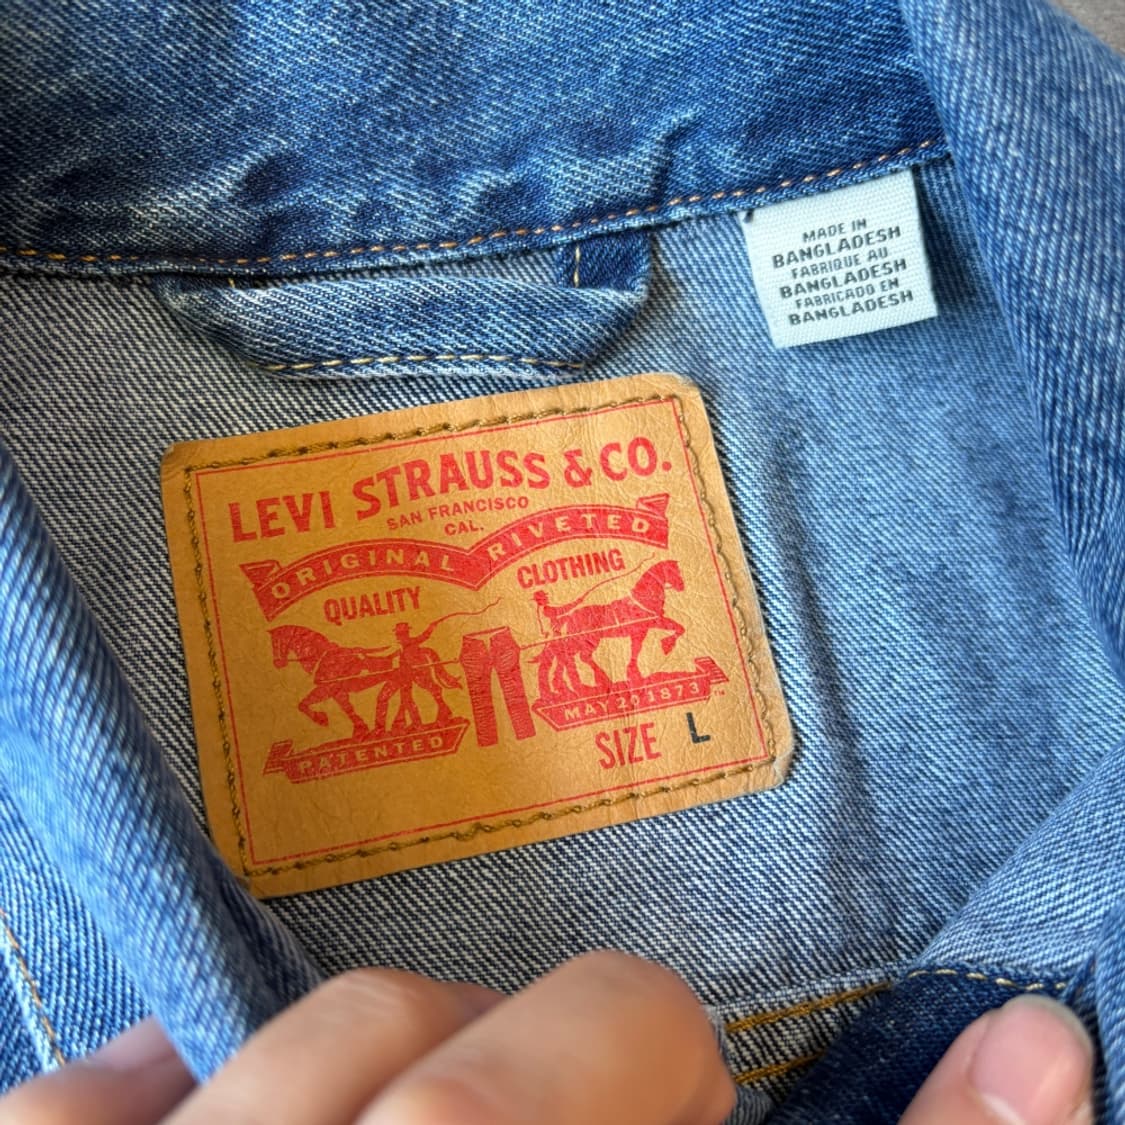 MADE IN
BANGLADESH
FABRIQUE AU
BANGLADESH
FABRICADO EN
BANGLADESH
LEVI STRAUSS & CO.
SAN FRANCISCO
CAL.
ORIGINAL RIVETED
QUALITY CLOTHING
PATENTED MAY 20 1873 ™
SIZE L